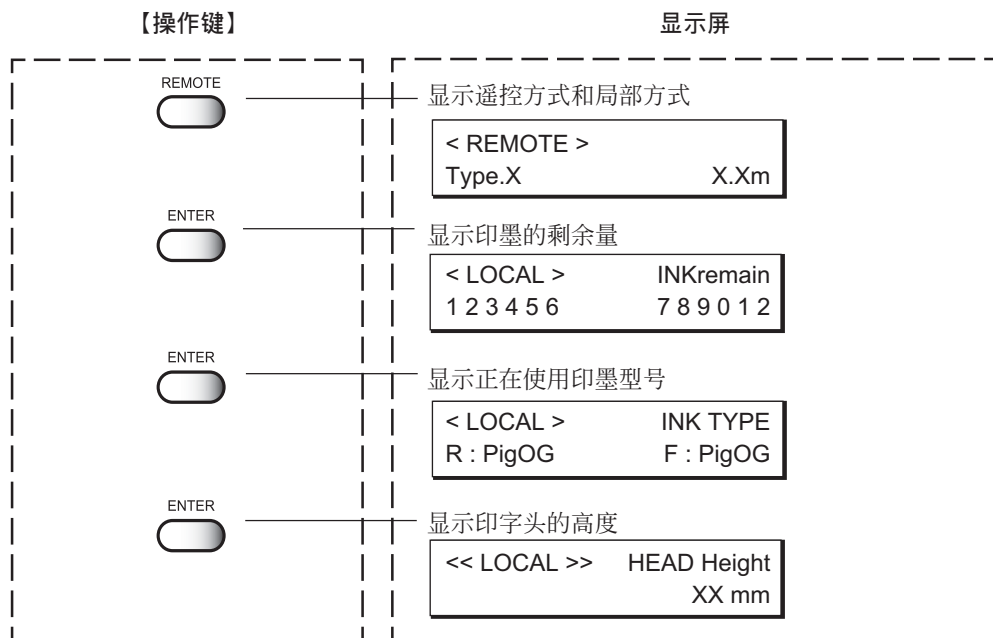 【操作键】
显示屏
REMOTE
显示遥控方式和局部方式
< REMOTE >
Type.X X.Xm
ENTER
显示印墨的剩余量
< LOCAL > INKremain
1 2 3 4 5 6 7 8 9 0 1 2
ENTER
显示正在使用印墨型号
< LOCAL > INK TYPE
R : PigOG F : PigOG
ENTER
显示印字头的高度
<< LOCAL >> HEAD Height
XX mm